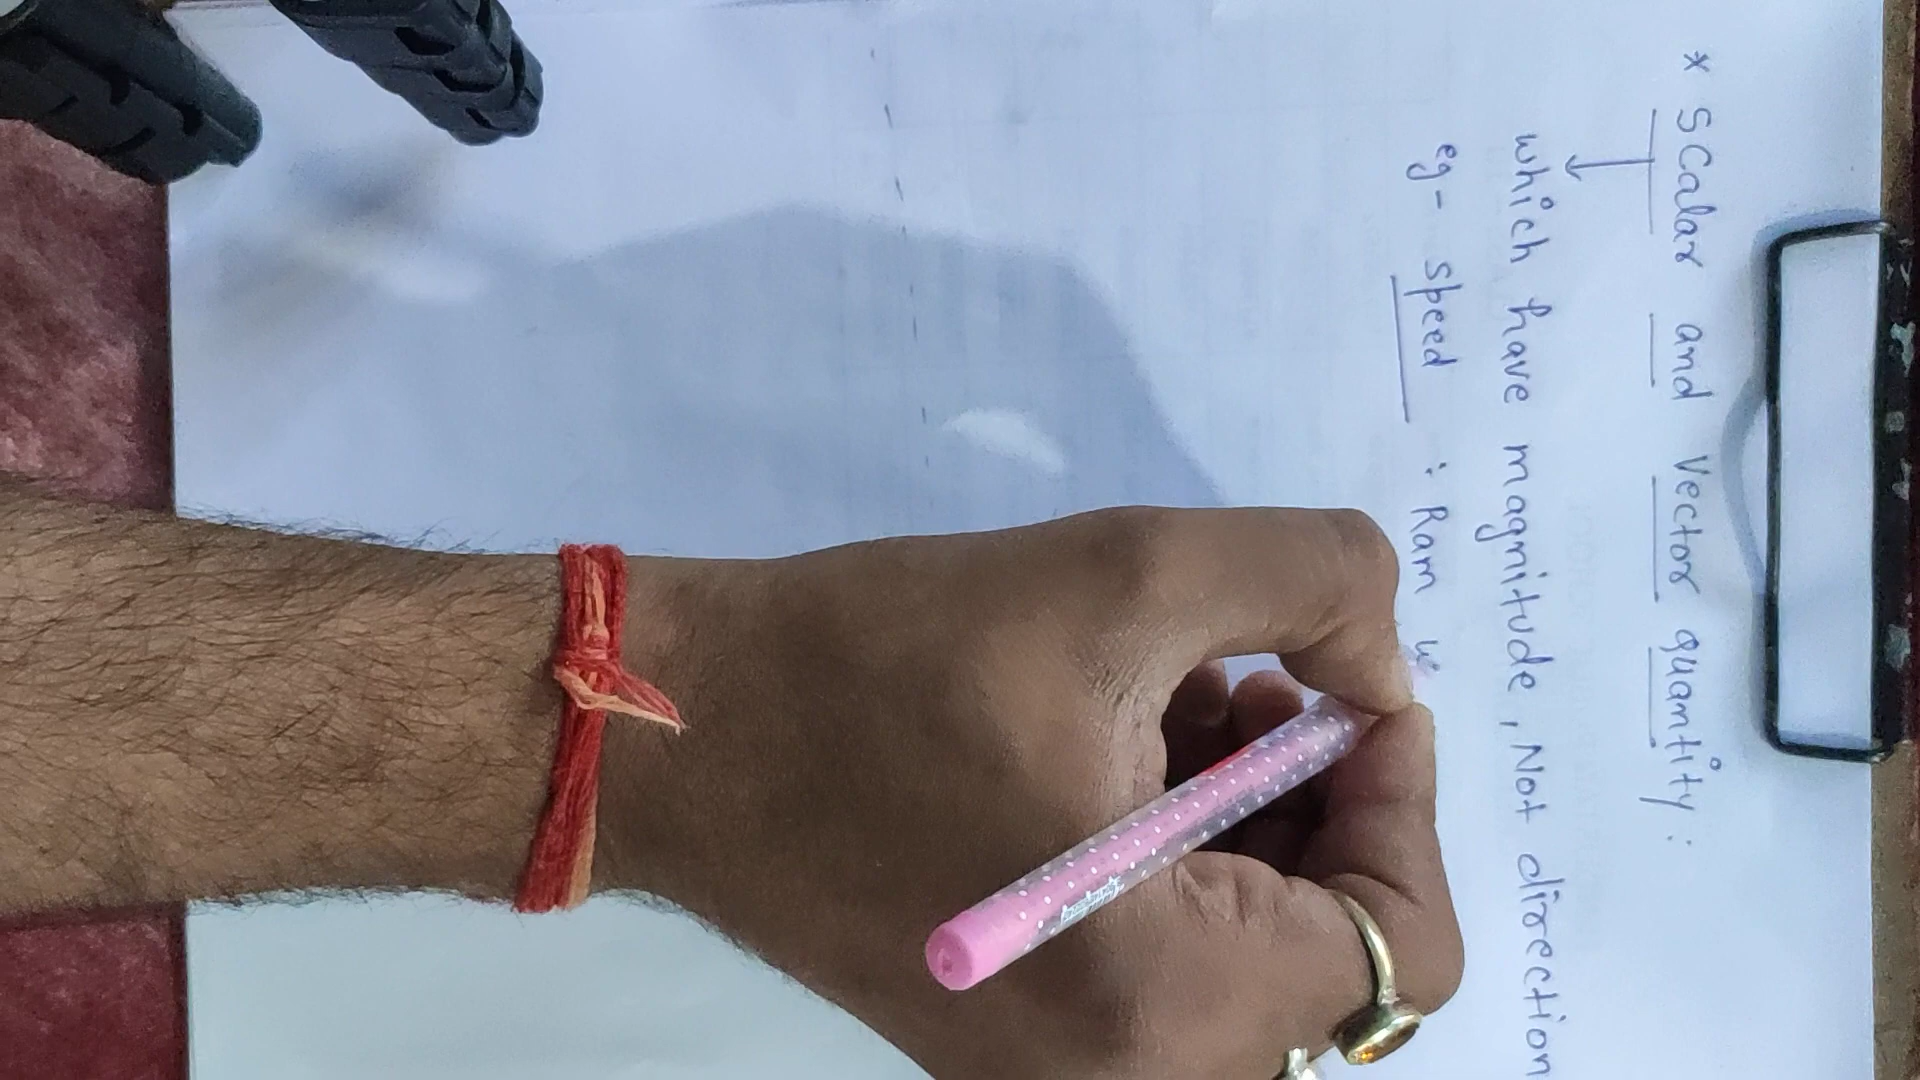 * Scalar and Vector quantity :
which have magnitude, Not direction
eg - speed : Ram